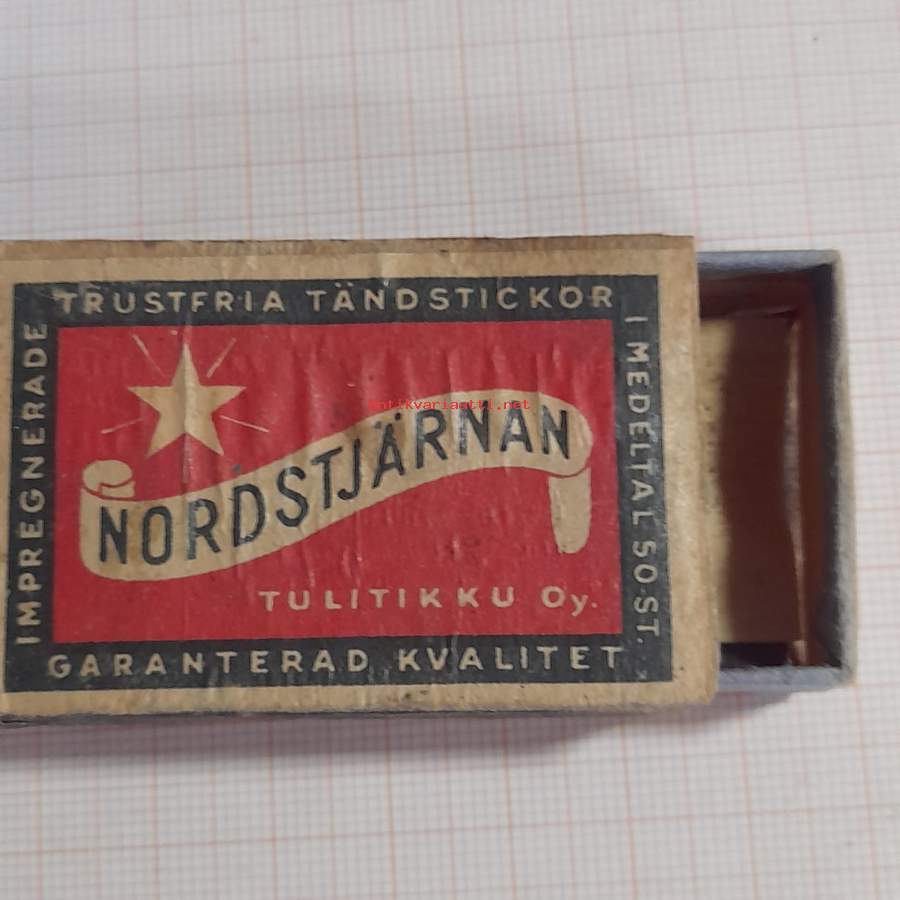 TRUSTFRIA TÄNDSTICKOR
IMPREGNERADE
I MEDELTAL 50 ST.
NORDSTJÄRNAN
antikvariaatti.net
TULITIKKU Oy.
GARANTERAD KVALITET